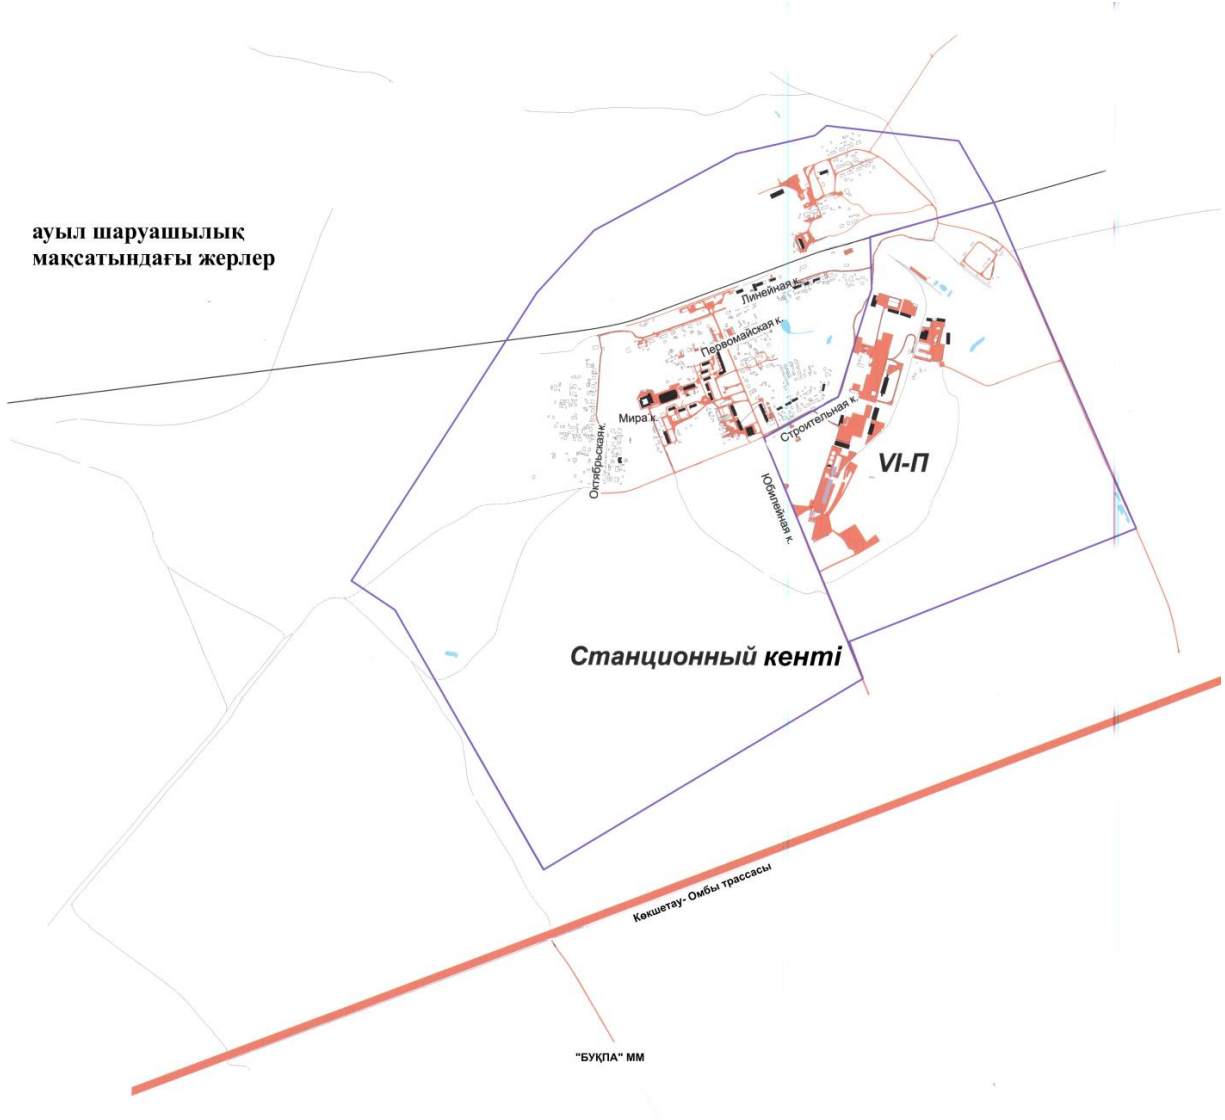 ауыл шаруашылық
мақсатындағы жерлер
Линейная к.
Первомайская к.
Мира к.
Строительная к.
Октябрьская к.
VI-П
Юбилейная к.
Станционный кенті
Көкшетау- Омбы трассасы
"БУҚПА" ММ